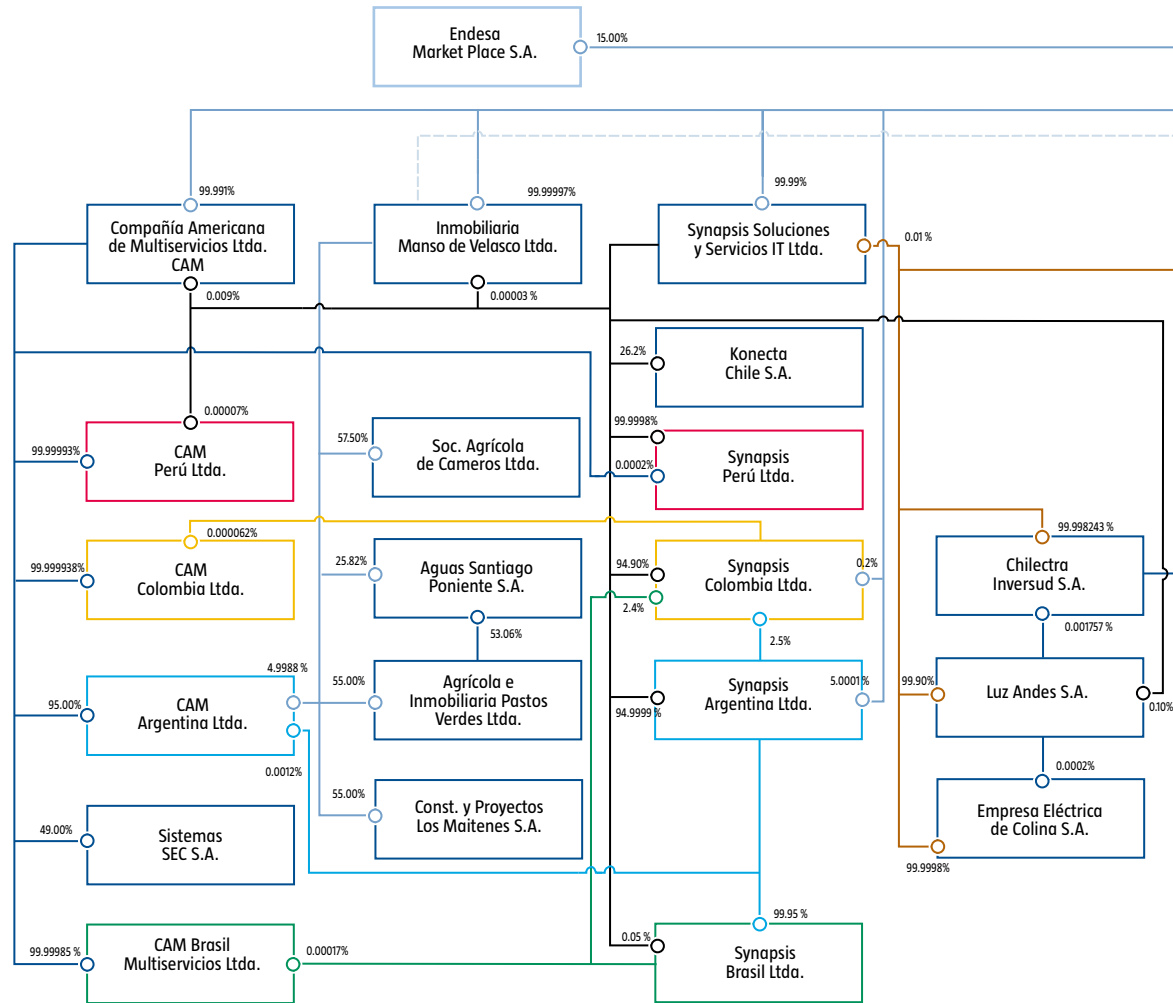 Endesa
Market Place S.A.
15.00%
99.991%
99.99997%
99.99%
Compañía Americana
de Multiservicios Ltda.
CAM
Inmobiliaria
Manso de Velasco Ltda.
Synapsis Soluciones
y Servicios IT Ltda.
0.01 %
0.009%
0.00003 %
26.2%
Konecta
Chile S.A.
0.00007%
99.99993%
CAM
Perú Ltda.
57.50%
Soc. Agrícola
de Cameros Ltda.
99.9998%
0.0002%
Synapsis
Perú Ltda.
0.000062%
99.999938%
CAM
Colombia Ltda.
25.82%
Aguas Santiago
Poniente S.A.
53.06%
94.90%
2.4%
Synapsis
Colombia Ltda.
0.2%
2.5%
99.998243 %
Chilectra
Inversud S.A.
0.001757 %
4.9988 %
95.00%
CAM
Argentina Ltda.
0.0012%
55.00%
Agrícola e
Inmobiliaria Pastos
Verdes Ltda.
94.9999 %
Synapsis
Argentina Ltda.
5.0001 %
99.90%
Luz Andes S.A.
0.10%
0.0002%
49.00%
Sistemas
SEC S.A.
55.00%
Const. y Proyectos
Los Maitenes S.A.
Empresa Eléctrica
de Colina S.A.
99.9998%
99.99985 %
CAM Brasil
Multiservicios Ltda.
0.00017%
99.95 %
0.05 %
Synapsis
Brasil Ltda.